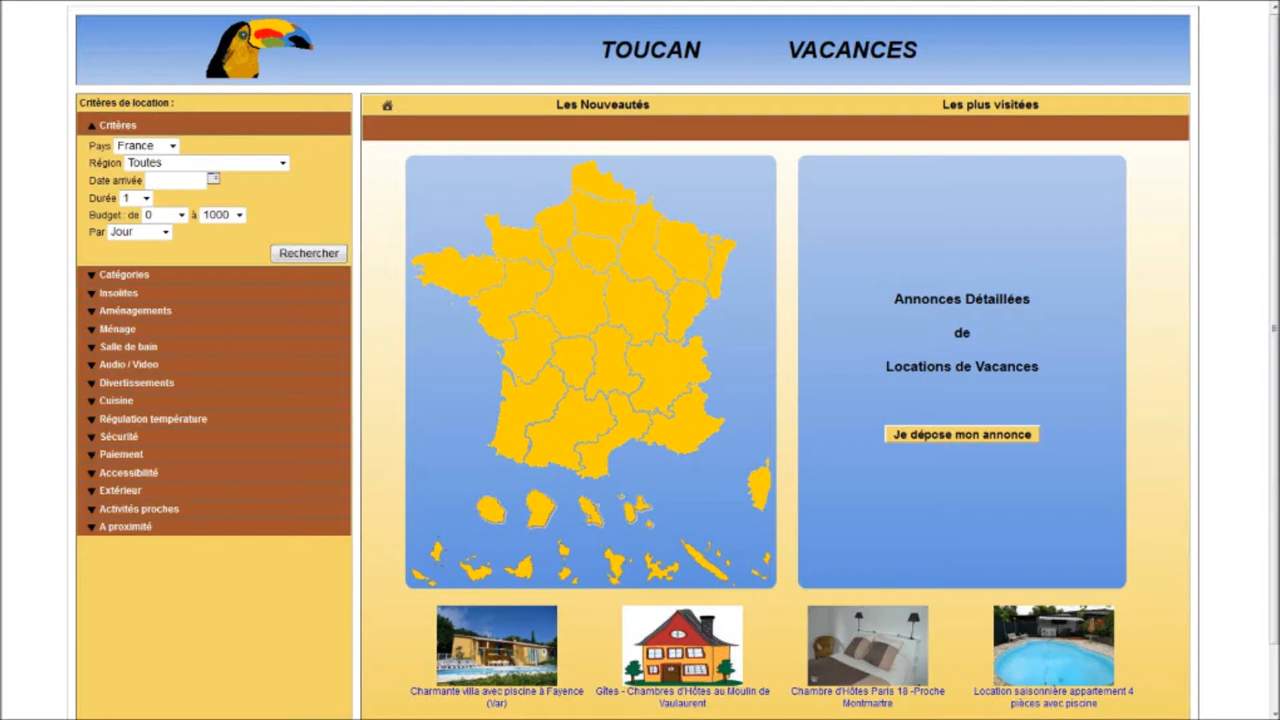 TOUCAN VACANCES
Critères de location :
Critères
Pays France
Région Toutes
Date arrivée
Durée 1
Budget : de 0 à 1000
Par Jour
Rechercher
Catégories
Insolites
Aménagements
Ménage
Salle de bain
Audio / Video
Divertissements
Cuisine
Régulation température
Sécurité
Paiement
Accessibilité
Extérieur
Activités proches
A proximité
Les Nouveautés
Les plus visitées
Annonces Détaillées
de
Locations de Vacances
Je dépose mon annonce
Charmante villa avec piscine à Fayence
(Var)
Gîtes - Chambres d'Hôtes au Moulin de
Vaulaurent
Chambre d'Hôtes Paris 18 -Proche
Montmartre
Location saisonnière appartement 4
pièces avec piscine